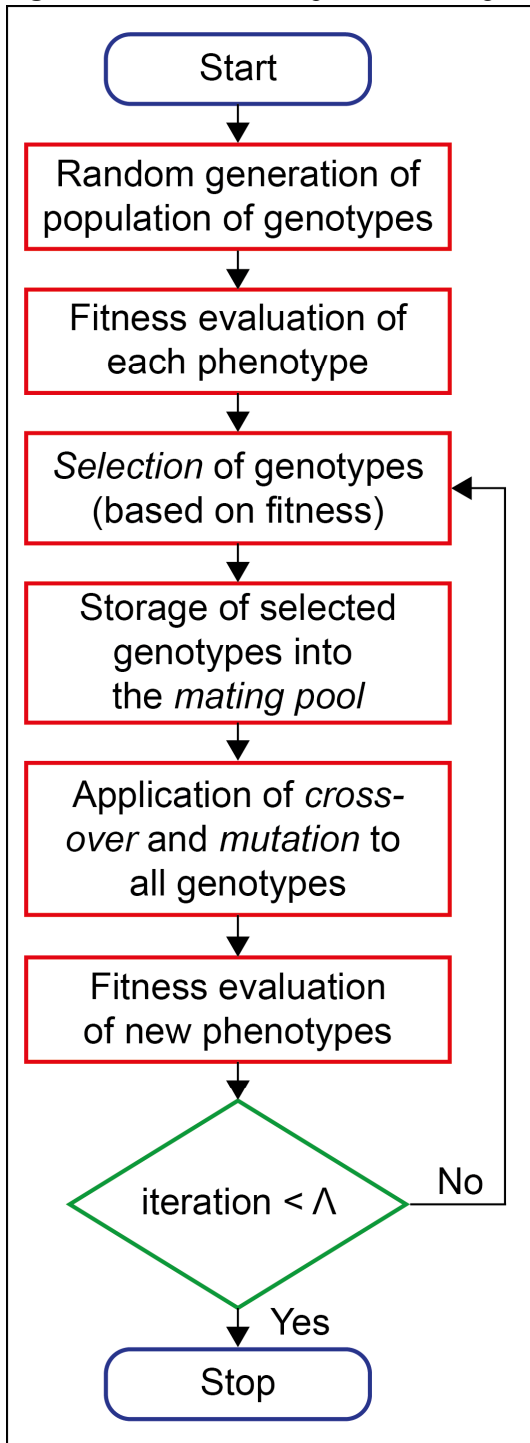 Start
Random generation of
population of genotypes
Fitness evaluation of
each phenotype
Selection of genotypes
(based on fitness)
Storage of selected
genotypes into
the mating pool
Application of cross-
over and mutation to
all genotypes
Fitness evaluation
of new phenotypes
iteration < Λ
No
Yes
Stop